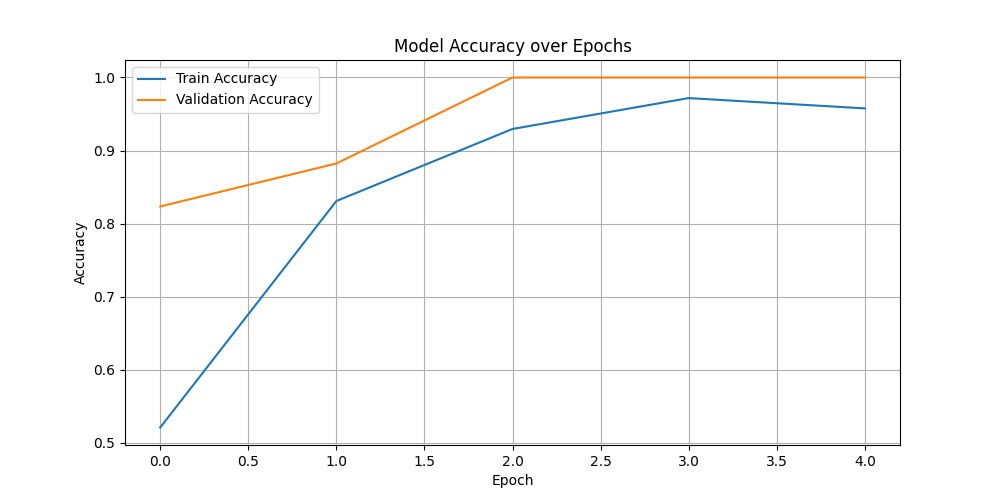 Model Accuracy over Epochs
Train Accuracy
Validation Accuracy
1.0
0.9
0.8
0.7
0.6
0.5
Accuracy
0.0 0.5 1.0 1.5 2.0 2.5 3.0 3.5 4.0
Epoch